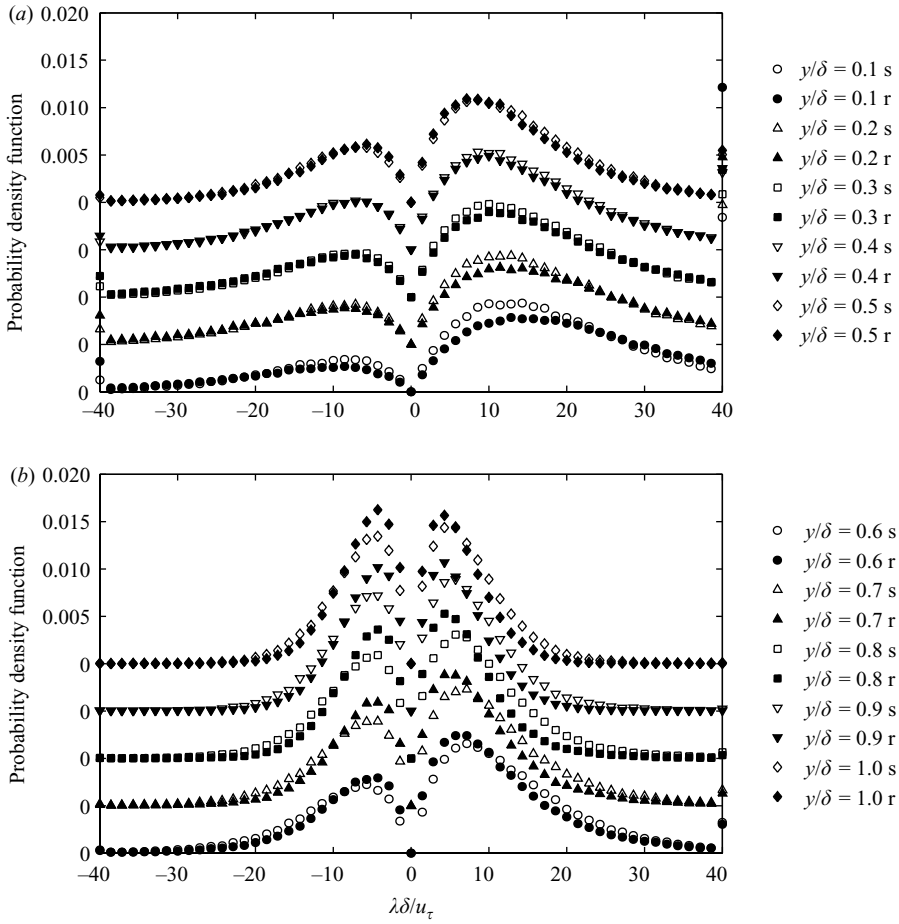 (a)
0.020
0.015
0.010
0.005
0
0
0
0
0
Probability density function
–40
–30
–20
–10
0
10
20
30
40
y/δ = 0.1 s
y/δ = 0.1 r
y/δ = 0.2 s
y/δ = 0.2 r
y/δ = 0.3 s
y/δ = 0.3 r
y/δ = 0.4 s
y/δ = 0.4 r
y/δ = 0.5 s
y/δ = 0.5 r
(b)
0.020
0.015
0.010
0.005
0
0
0
0
0
Probability density function
–40
–30
–20
–10
0
10
20
30
40
λδ/uτ
y/δ = 0.6 s
y/δ = 0.6 r
y/δ = 0.7 s
y/δ = 0.7 r
y/δ = 0.8 s
y/δ = 0.8 r
y/δ = 0.9 s
y/δ = 0.9 r
y/δ = 1.0 s
y/δ = 1.0 r